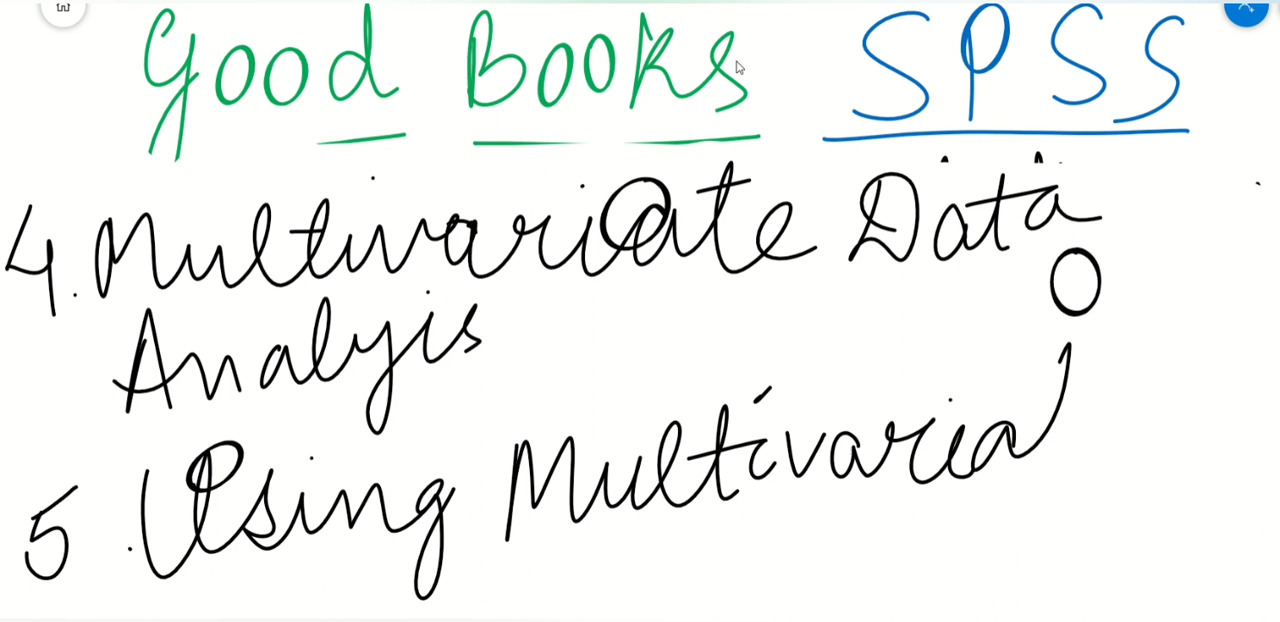 Good Books SPSS
4. Multivariate Data
Analyis
5. Using Multivaria